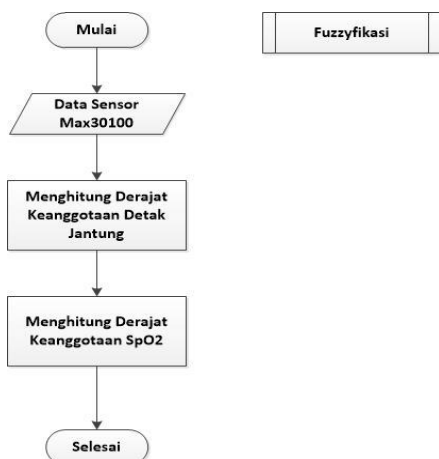 Mulai
Fuzzyfikasi
Data Sensor
Max30100
Menghitung Derajat
Keanggotaan Detak
Jantung
Menghitung Derajat
Keanggotaan SpO2
Selesai